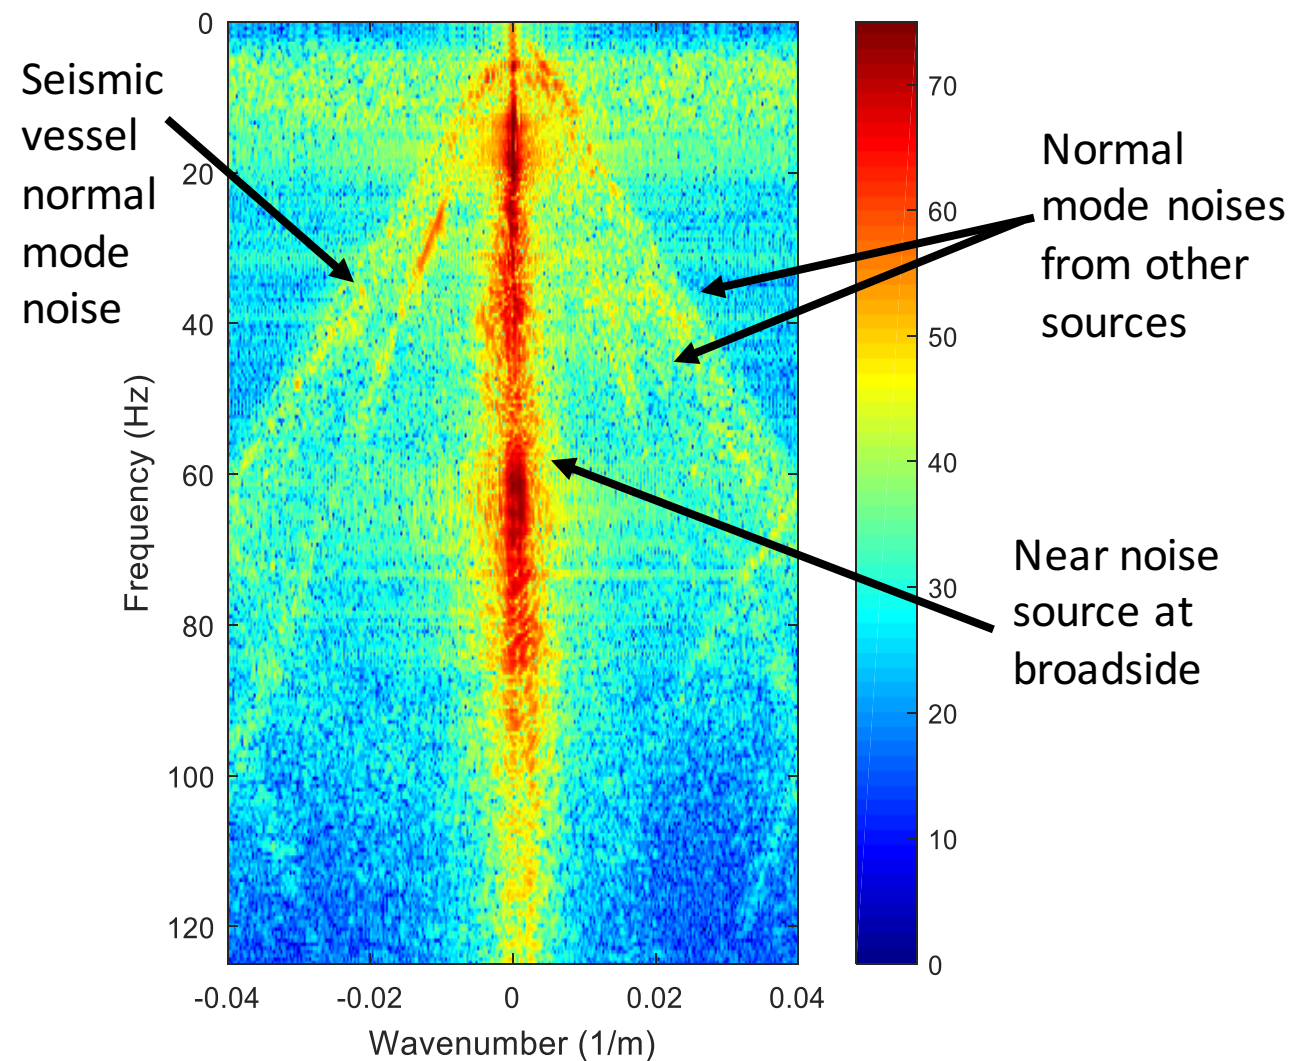 Seismic
vessel
normal
mode
noise
Normal
mode noises
from other
sources
Near noise
source at
broadside
Frequency (Hz)
0
20
40
60
80
100
120
-0.04
-0.02
0
0.02
0.04
Wavenumber (1/m)
70
60
50
40
30
20
10
0